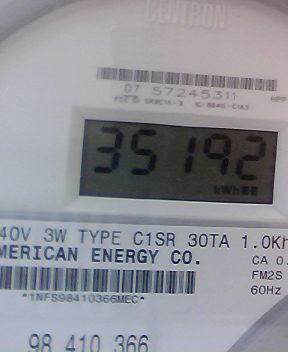 CENTRON
07 57245311
35192
kWh
40V 3W TYPE C1SR 30TA 1.0Kh
MERICAN ENERGY CO.
CA 0.
FM2S
*1NFS98410366MEC*
60Hz
98 410 366